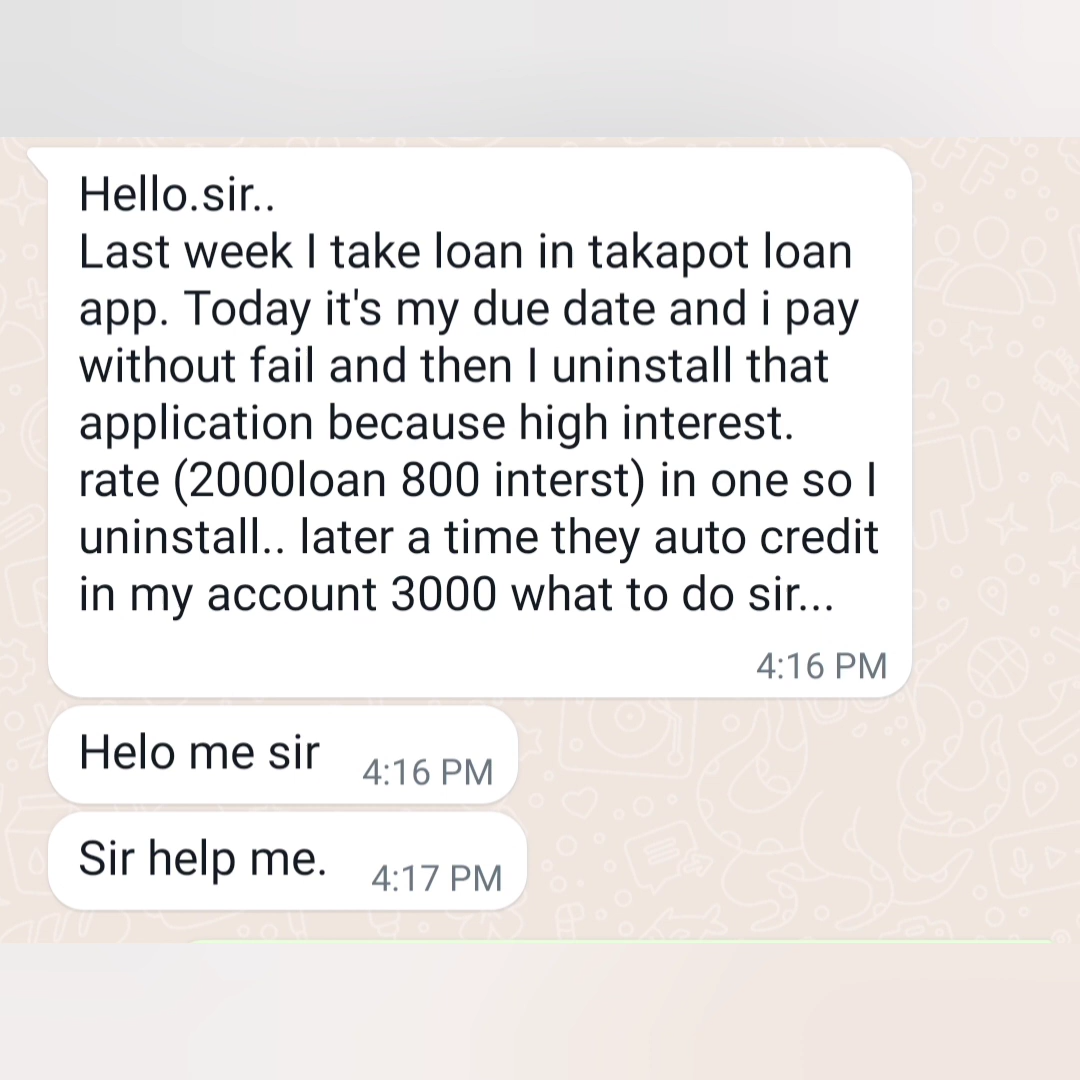 Hello.sir..
Last week I take loan in takapot loan
app. Today it's my due date and i pay
without fail and then I uninstall that
application because high interest.
rate (2000loan 800 interst) in one so I
uninstall.. later a time they auto credit
in my account 3000 what to do sir...
4:16 PM
Helo me sir 4:16 PM
Sir help me. 4:17 PM